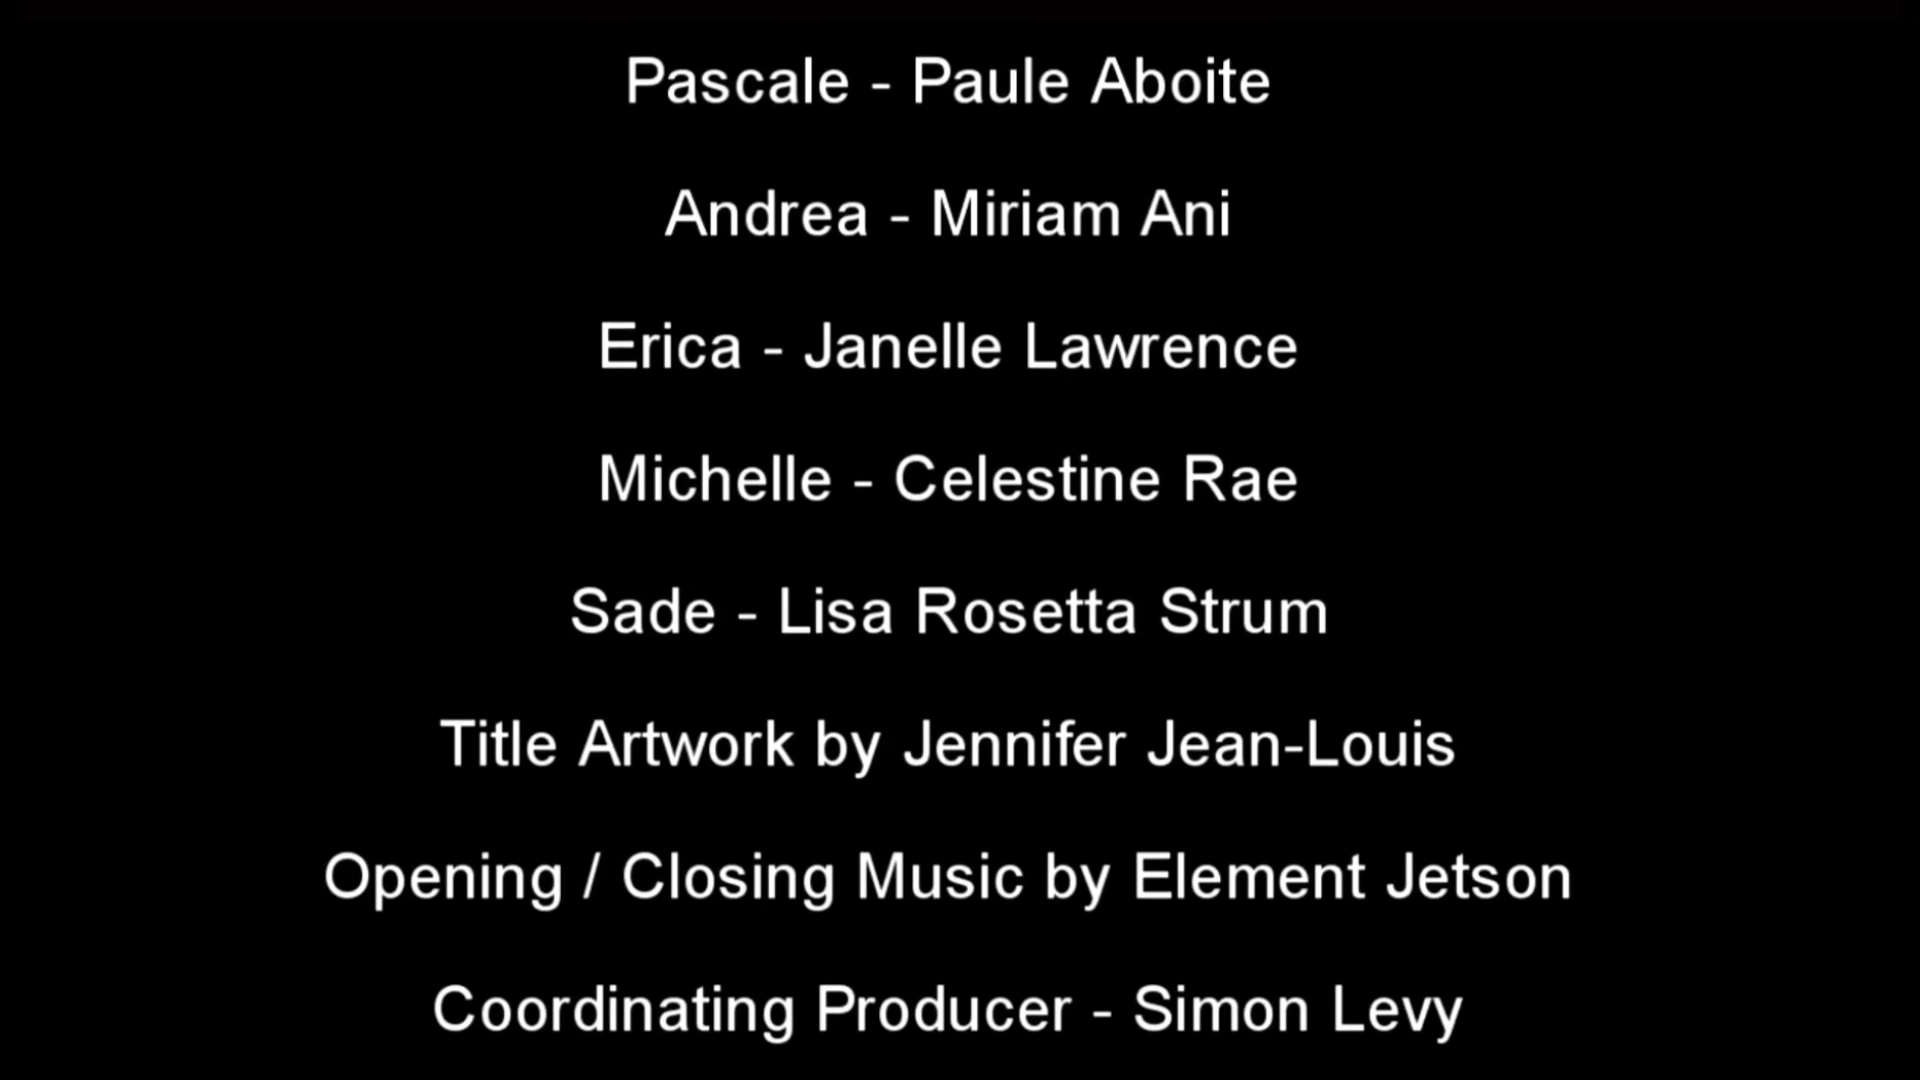 Pascale - Paule Aboite
Andrea - Miriam Ani
Erica - Janelle Lawrence
Michelle - Celestine Rae
Sade - Lisa Rosetta Strum
Title Artwork by Jennifer Jean-Louis
Opening / Closing Music by Element Jetson
Coordinating Producer - Simon Levy